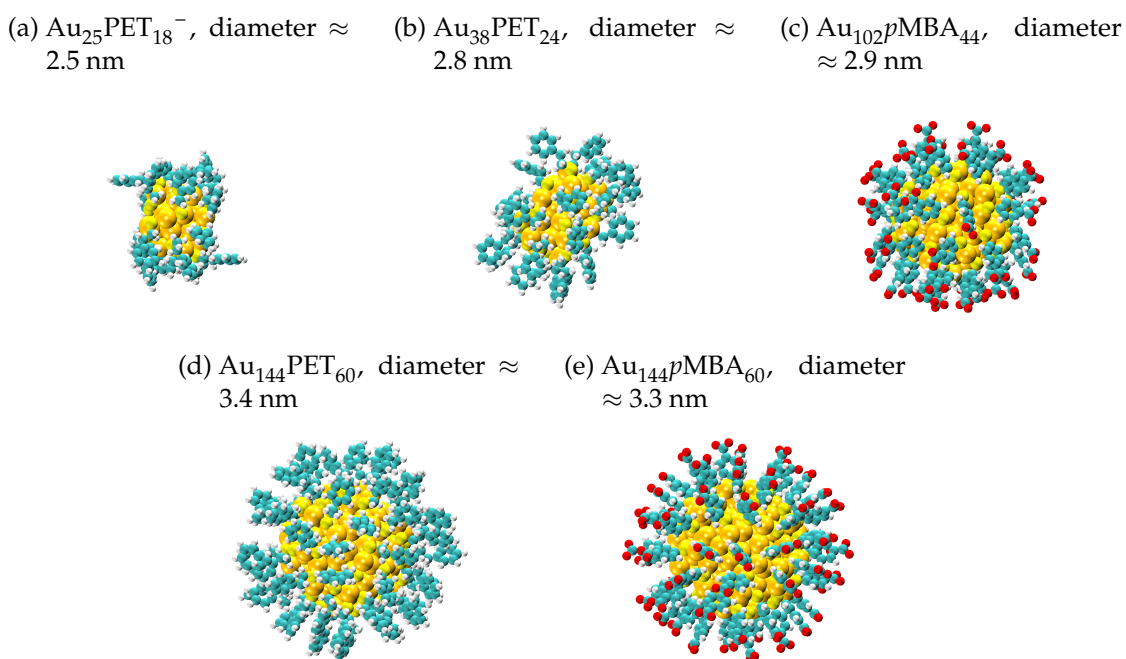 (a) Au₂₅PET₁₈⁻, diameter ≈
2.5 nm
(b) Au₃₈PET₂₄, diameter ≈
2.8 nm
(c) Au₁₀₂pMBA₄₄, diameter
≈ 2.9 nm
(d) Au₁₄₄PET₆₀, diameter ≈
3.4 nm
(e) Au₁₄₄pMBA₆₀, diameter
≈ 3.3 nm